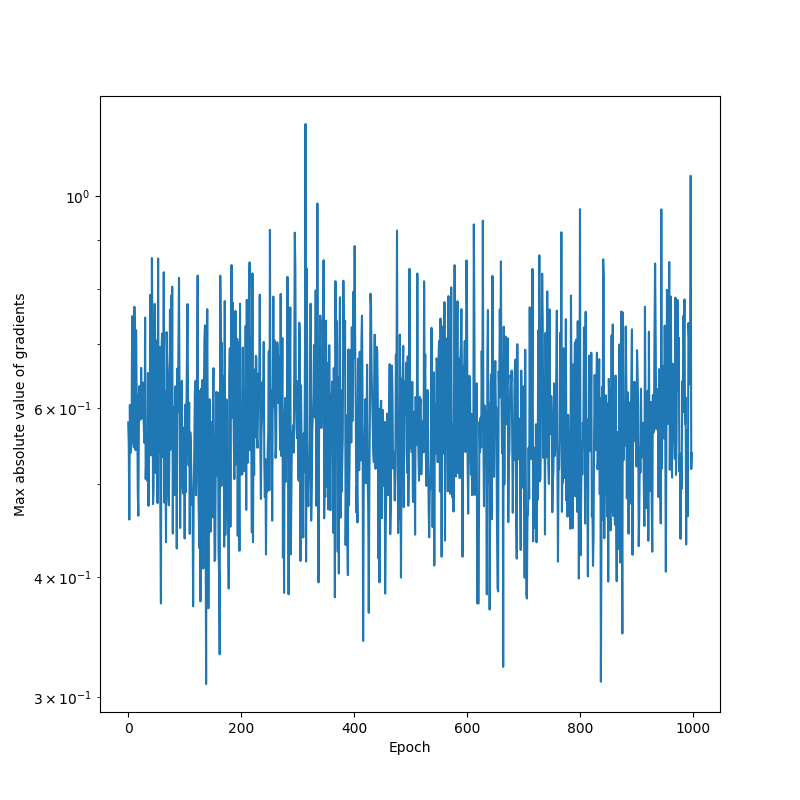 Max absolute value of gradients
10⁰
6 × 10⁻¹
4 × 10⁻¹
3 × 10⁻¹
0 200 400 600 800 1000
Epoch